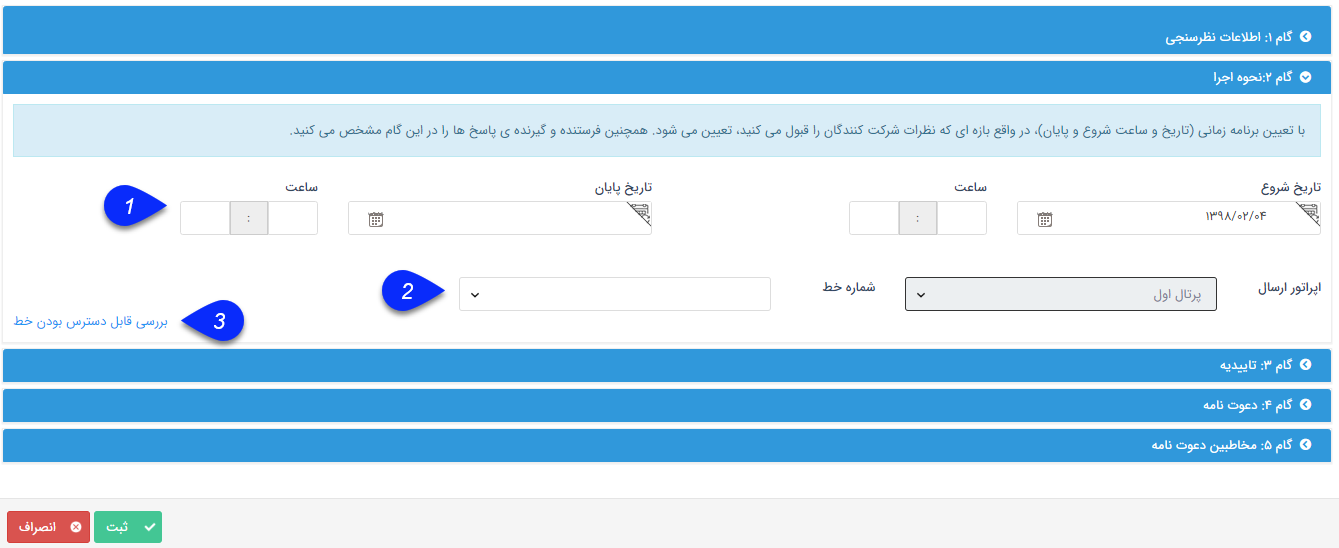 گام ۱: اطلاعات نظرسنجی
گام ۲:نحوه اجرا
با تعیین برنامه زمانی (تاریخ و ساعت شروع و پایان)، در واقع بازه ای که نظرات شرکت کنندگان را قبول می کنید، تعیین می شود. همچنین فرستنده و گیرنده ی پاسخ ها را در این گام مشخص می کنید.
تاریخ شروع ساعت تاریخ پایان ساعت
۱۳۹۸/۰۲/۰۴ : : 1
اپراتور ارسال پرتال اول شماره خط 2
3 بررسی قابل دسترس بودن خط
گام ۳: تاییدیه
گام ۴: دعوت نامه
گام ۵: مخاطبین دعوت نامه
ثبت انصراف